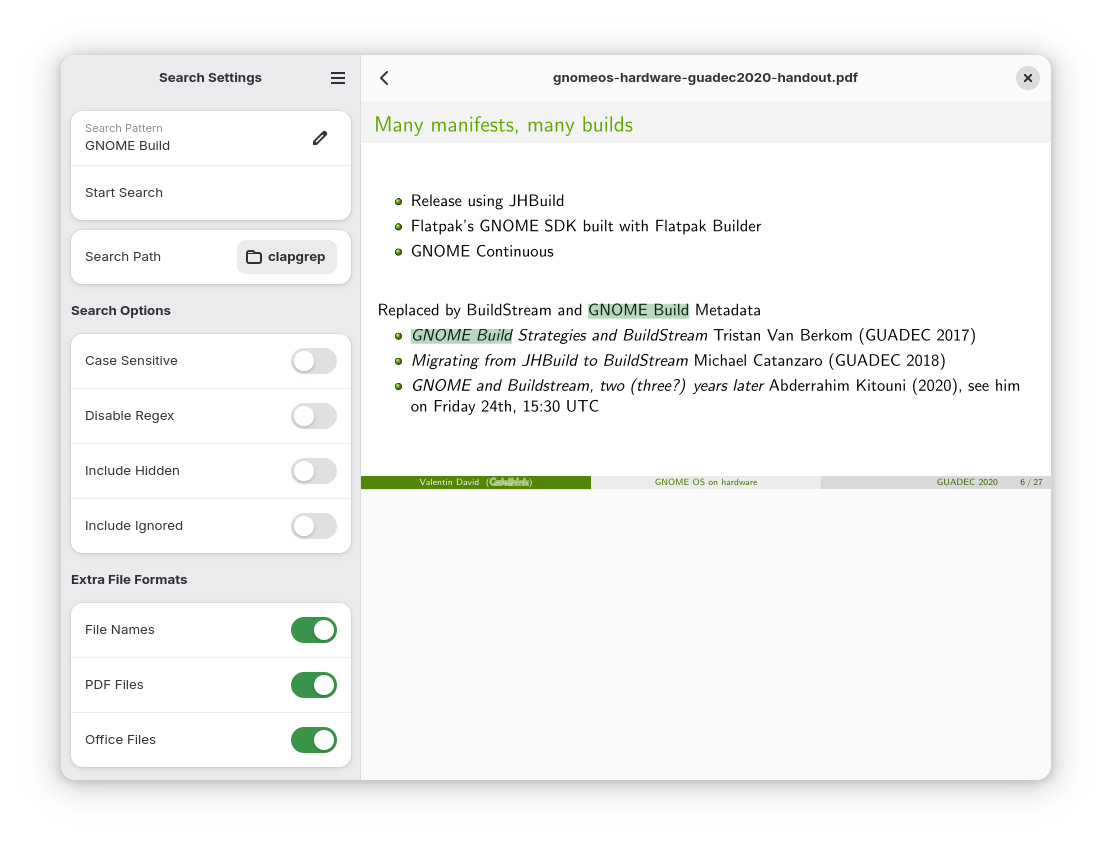 Search Settings
Search Pattern
GNOME Build
Start Search
Search Path
clapgrep
Search Options
Case Sensitive
Disable Regex
Include Hidden
Include Ignored
Extra File Formats
File Names
PDF Files
Office Files
gnomeos-hardware-guadec2020-handout.pdf
Many manifests, many builds
Release using JHBuild
Flatpak's GNOME SDK built with Flatpak Builder
GNOME Continuous
Replaced by BuildStream and GNOME Build Metadata
GNOME Build Strategies and BuildStream Tristan Van Berkom (GUADEC 2017)
Migrating from JHBuild to BuildStream Michael Catanzaro (GUADEC 2018)
GNOME and Buildstream, two (three?) years later Abderrahim Kitouni (2020), see him
on Friday 24th, 15:30 UTC
Valentin David
GNOME OS on hardware
GUADEC 2020
6 / 27